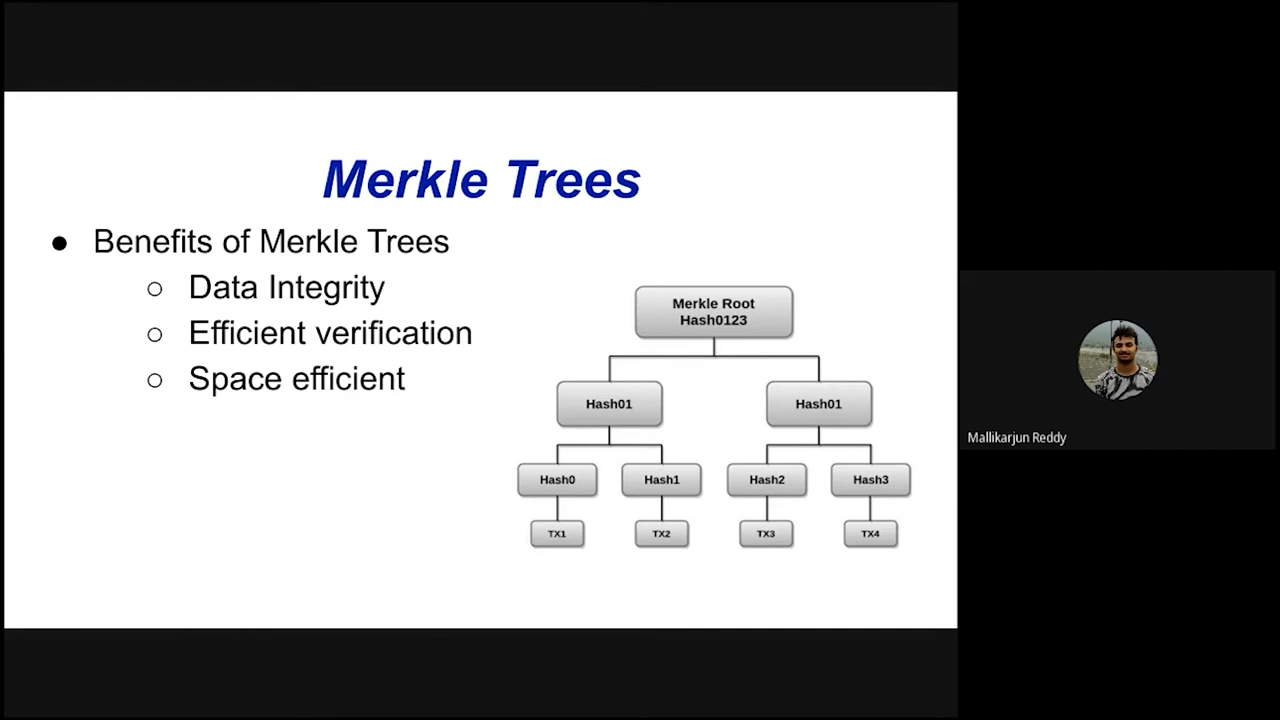 Merkle Trees
● Benefits of Merkle Trees
○ Data Integrity
○ Efficient verification
○ Space efficient
Merkle Root
Hash0123
Hash01
Hash01
Hash0
Hash1
Hash2
Hash3
TX1
TX2
TX3
TX4
Mallikarjun Reddy